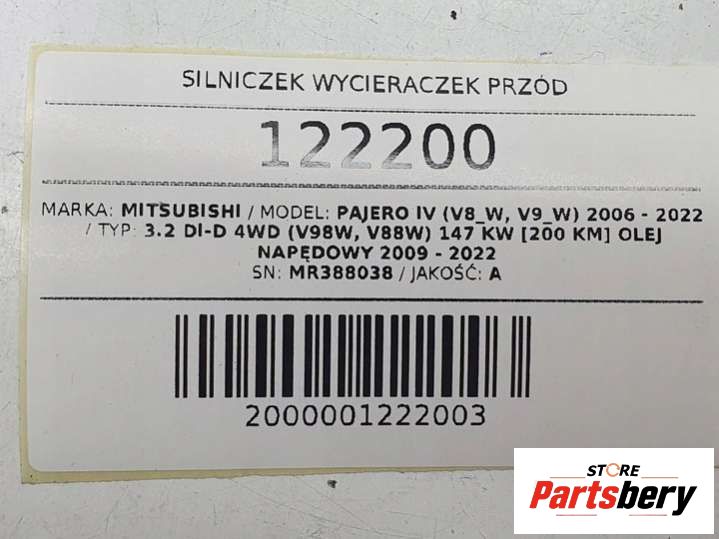 SILNICZEK WYCIERACZEK PRZÓD
122200
MARKA: MITSUBISHI / MODEL: PAJERO IV (V8_W, V9_W) 2006 - 2022
/ TYP: 3.2 DI-D 4WD (V98W, V88W) 147 KW [200 KM] OLEJ
NAPĘDOWY 2009 - 2022
SN: MR388038 / JAKOŚĆ: A
2000001222003
STORE
Partsbery